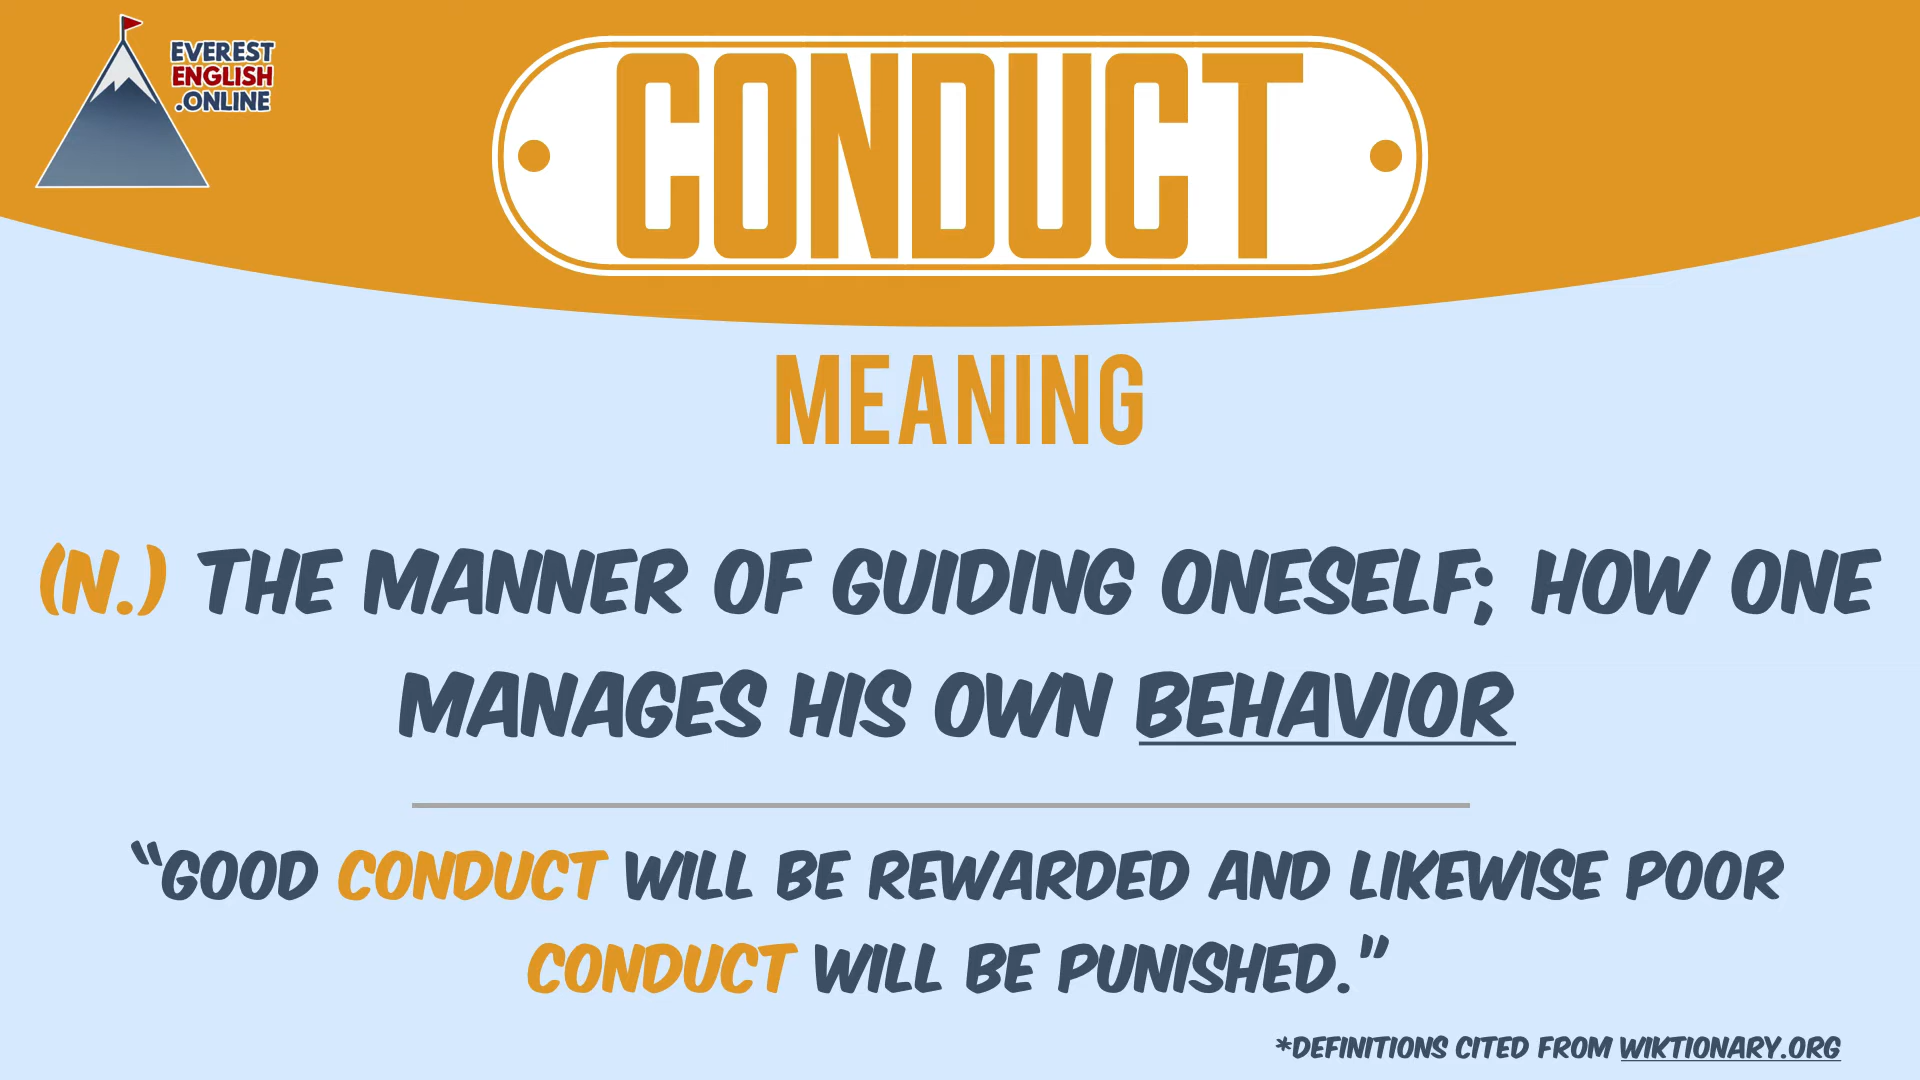 EVEREST
ENGLISH
.ONLINE
CONDUCT
MEANING
(N.) THE MANNER OF GUIDING ONESELF; HOW ONE
MANAGES HIS OWN BEHAVIOR
“GOOD CONDUCT WILL BE REWARDED AND LIKEWISE POOR
CONDUCT WILL BE PUNISHED.”
*DEFINITIONS CITED FROM WIKTIONARY.ORG